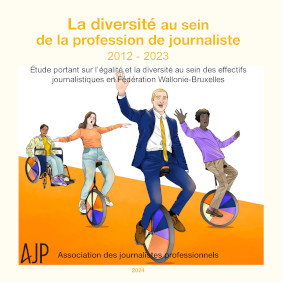 La diversité au sein
de la profession de journaliste
2012 - 2023
Étude portant sur l'égalité et la diversité au sein des effectifs
journalistiques en Fédération Wallonie-Bruxelles
AJP
Association des journalistes professionnels
2024